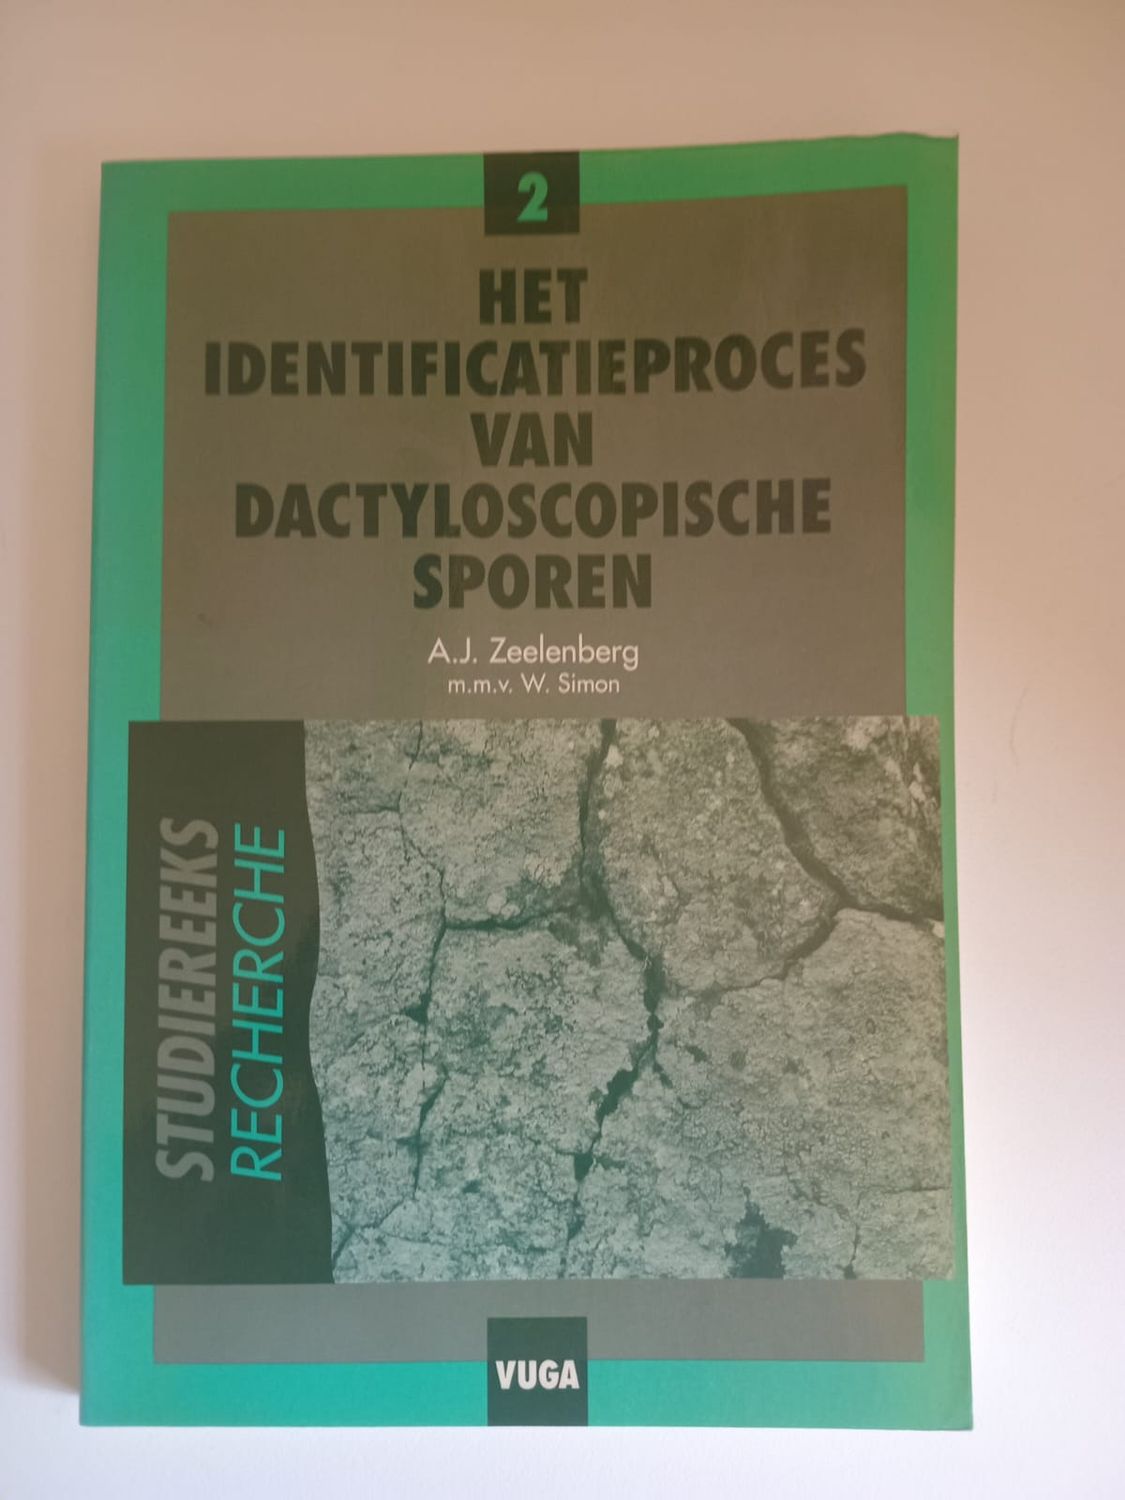 2
HET
IDENTIFICATIEPROCES
VAN
DACTYLOSCOPISCHE
SPOREN
A.J. Zeelenberg
m.m.v. W. Simon
STUDIEREEKS
RECHERCHE
VUGA